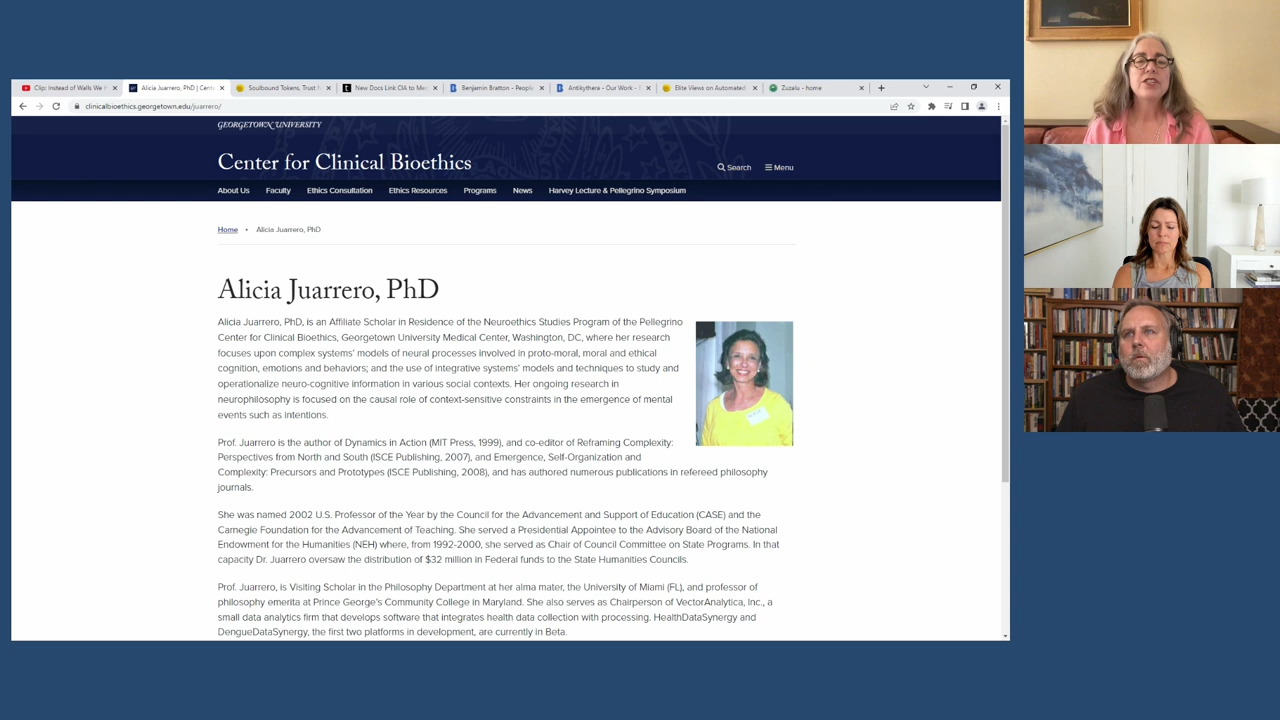 Clip: Instead of Walls We H
Alicia Juarrero, PhD | Cent
Soulbound Tokens, Trust N
New Docs Link CIA to Me
Benjamin Bratton - People
Antikythera - Our Work - B
Elite Views on Automated
Zuzalu - home
clinicalbioethics.georgetown.edu/juarrero/
GEORGETOWN UNIVERSITY
Center for Clinical Bioethics
Search
Menu
About Us Faculty Ethics Consultation Ethics Resources Programs News Harvey Lecture & Pellegrino Symposium
Home • Alicia Juarrero, PhD
Alicia Juarrero, PhD
Alicia Juarrero, PhD, is an Affiliate Scholar in Residence of the Neuroethics Studies Program of the Pellegrino
Center for Clinical Bioethics, Georgetown University Medical Center, Washington, DC, where her research
focuses upon complex systems' models of neural processes involved in proto-moral, moral and ethical
cognition, emotions and behaviors; and the use of integrative systems' models and techniques to study and
operationalize neuro-cognitive information in various social contexts. Her ongoing research in
neurophilosophy is focused on the causal role of context-sensitive constraints in the emergence of mental
events such as intentions.
Prof. Juarrero is the author of Dynamics in Action (MIT Press, 1999), and co-editor of Reframing Complexity:
Perspectives from North and South (ISCE Publishing, 2007), and Emergence, Self-Organization and
Complexity: Precursors and Prototypes (ISCE Publishing, 2008), and has authored numerous publications in refereed philosophy
journals.
She was named 2002 U.S. Professor of the Year by the Council for the Advancement and Support of Education (CASE) and the
Carnegie Foundation for the Advancement of Teaching. She served a Presidential Appointee to the Advisory Board of the National
Endowment for the Humanities (NEH) where, from 1992-2000, she served as Chair of Council Committee on State Programs. In that
capacity Dr. Juarrero oversaw the distribution of $32 million in Federal funds to the State Humanities Councils.
Prof. Juarrero, is Visiting Scholar in the Philosophy Department at her alma mater, the University of Miami (FL), and professor of
philosophy emerita at Prince George's Community College in Maryland. She also serves as Chairperson of VectorAnalytica, Inc., a
small data analytics firm that develops software that integrates health data collection with processing. HealthDataSynergy and
DengueDataSynergy, the first two platforms in development, are currently in Beta.